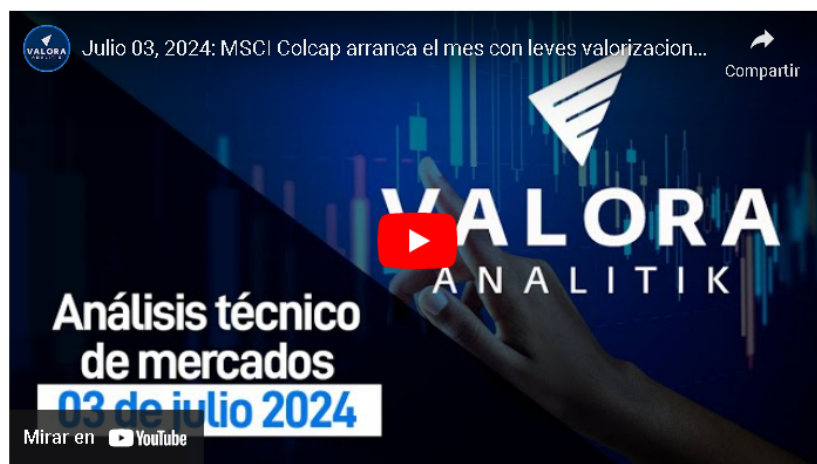 VALORA
ANALITIK
Julio 03, 2024: MSCI Colcap arranca el mes con leves valorizacion...
Compartir
VALORA
ANALITIK
Análisis técnico
de mercados
03 de julio 2024
Mirar en YouTube